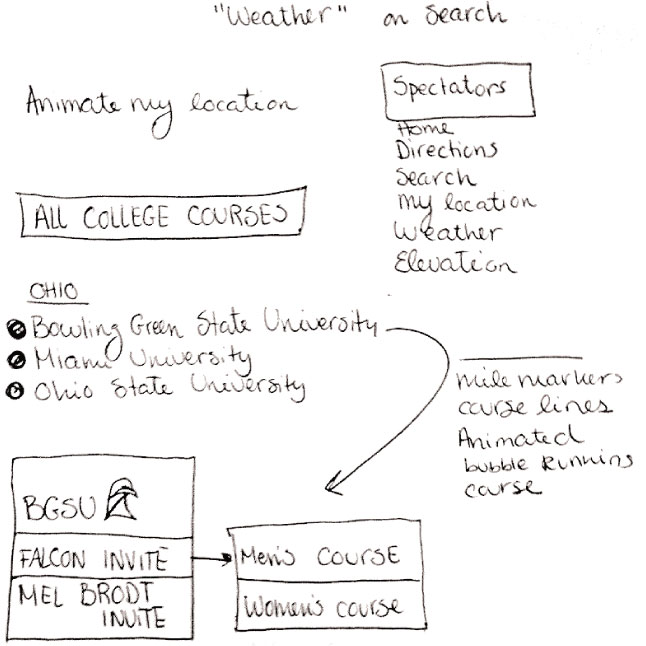 "Weather" on Search
Animate my location
Spectators
Home
Directions
Search
My location
Weather
Elevation
ALL COLLEGE COURSES
OHIO
Bowling Green State University
Miami University
Ohio State University
mile markers
course lines
Animated
bubble Running
course
BGSU
FALCON INVITE
MEL BRODT
INVITE
Men's COURSE
Women's course